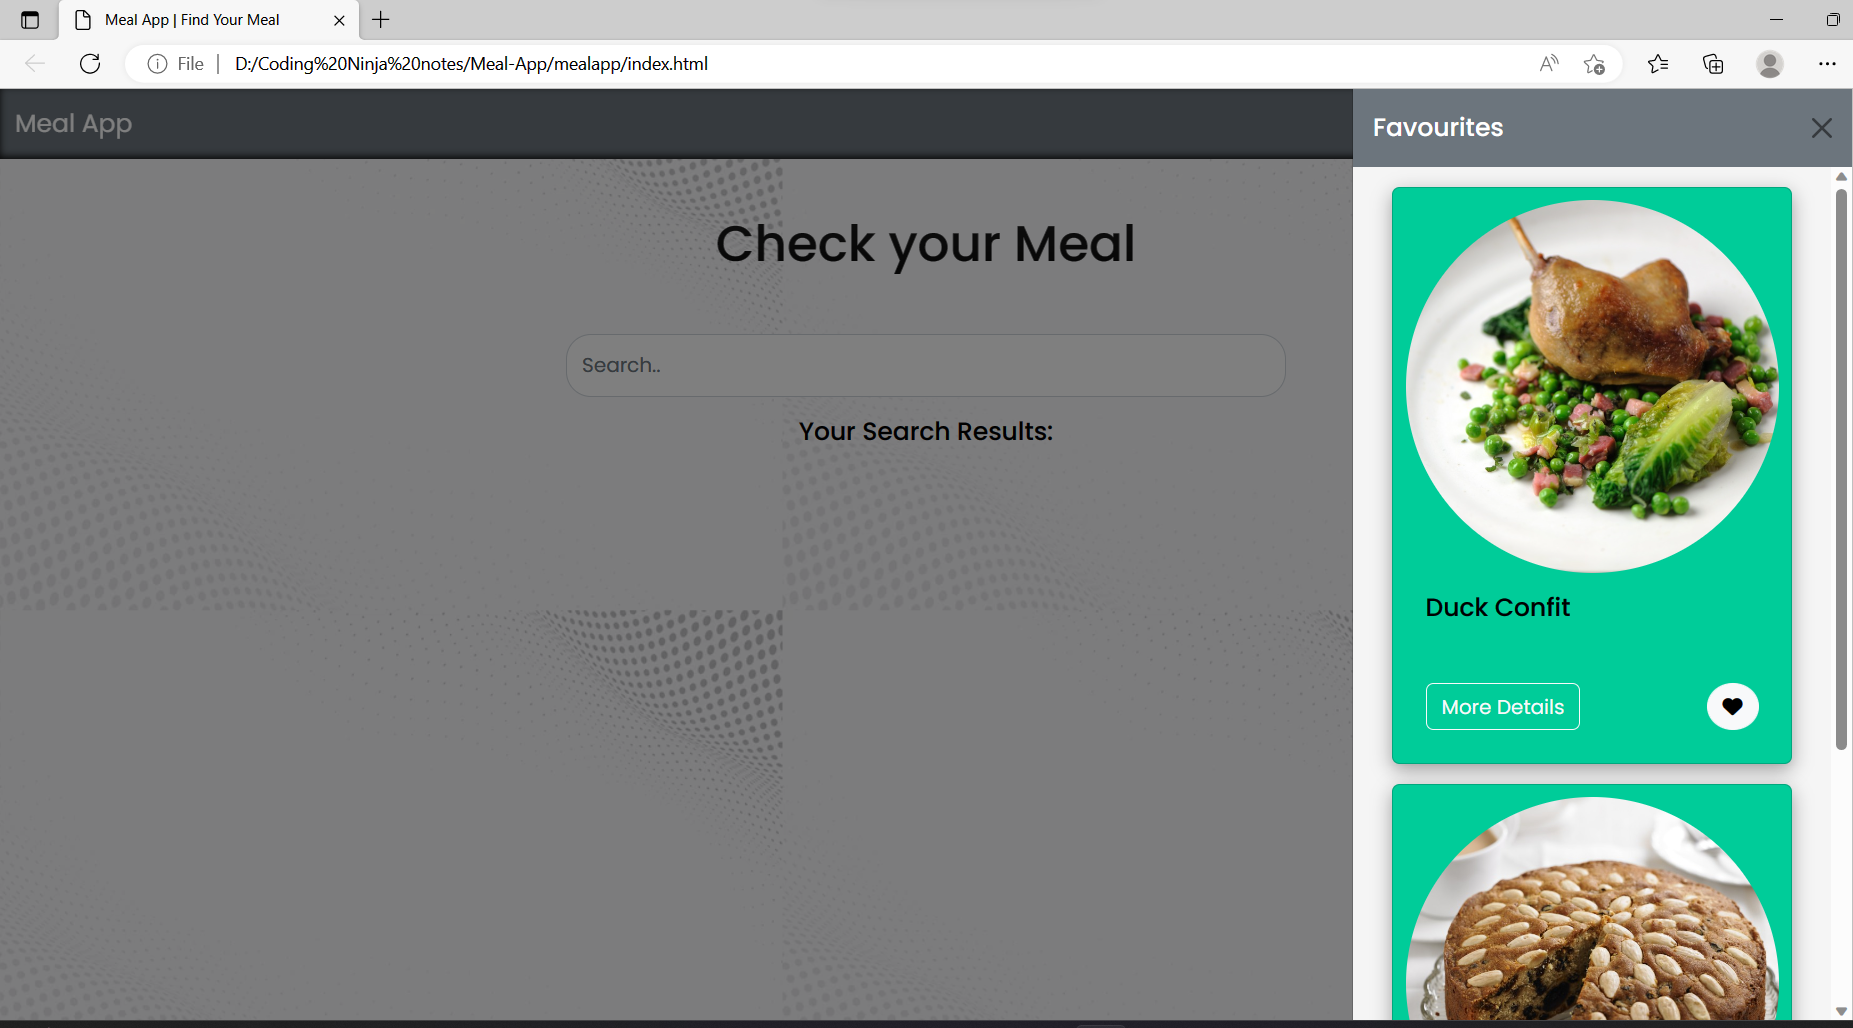 Meal App | Find Your Meal
File
D:/Coding%20Ninja%20notes/Meal-App/mealapp/index.html
Meal App
Favourites
Check your Meal
Search..
Your Search Results:
Duck Confit
More Details